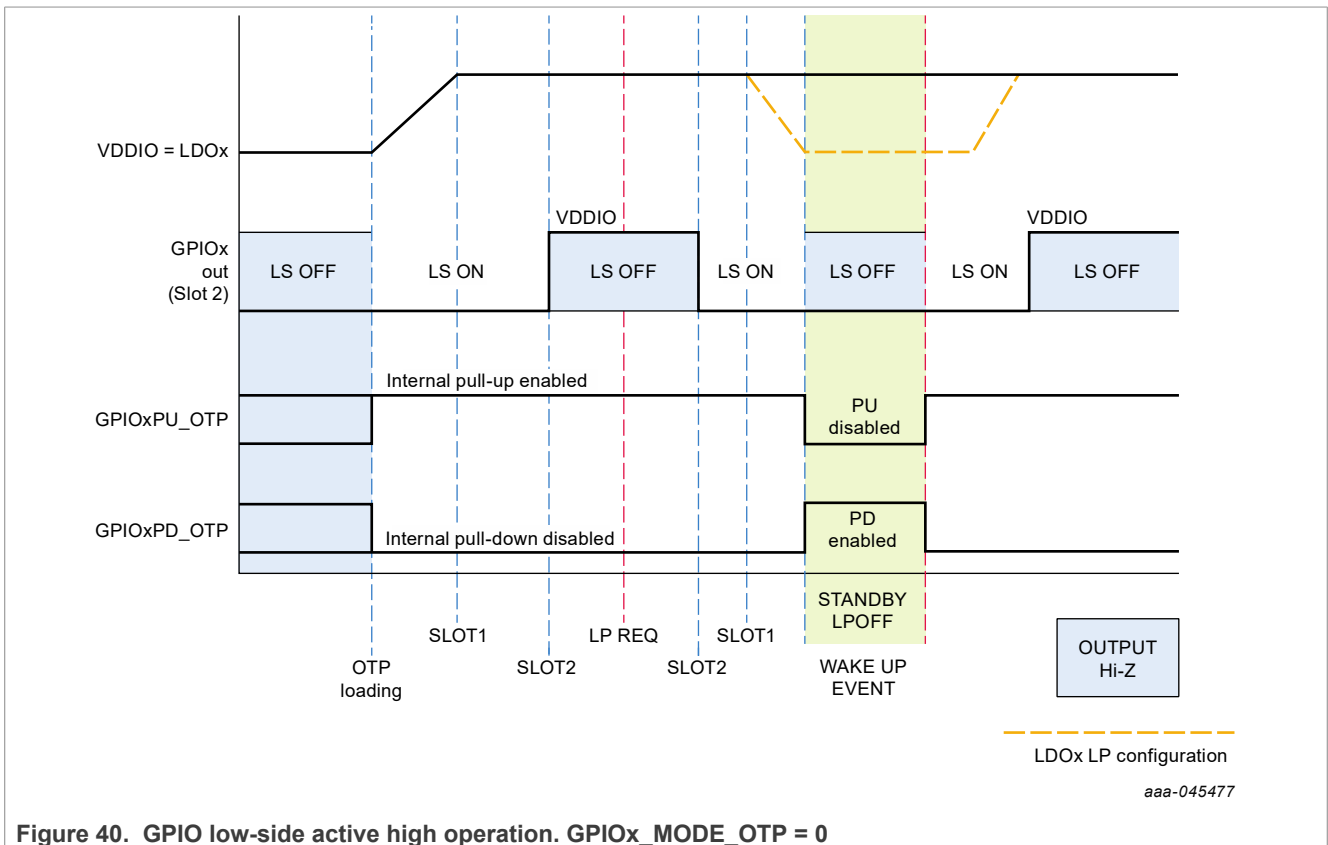 VDDIO = LDOx
VDDIO
VDDIO
GPIOx
out
(Slot 2)
LS OFF
LS ON
LS OFF
LS ON
LS OFF
LS ON
LS OFF
Internal pull-up enabled
GPIOxPU_OTP
PU
disabled
GPIOxPD_OTP
Internal pull-down disabled
PD
enabled
STANDBY
LPOFF
SLOT1
LP REQ
SLOT1
OTP
loading
SLOT2
SLOT2
WAKE UP
EVENT
OUTPUT
Hi-Z
LDOx LP configuration
aaa-045477
Figure 40. GPIO low-side active high operation. GPIOx_MODE_OTP = 0